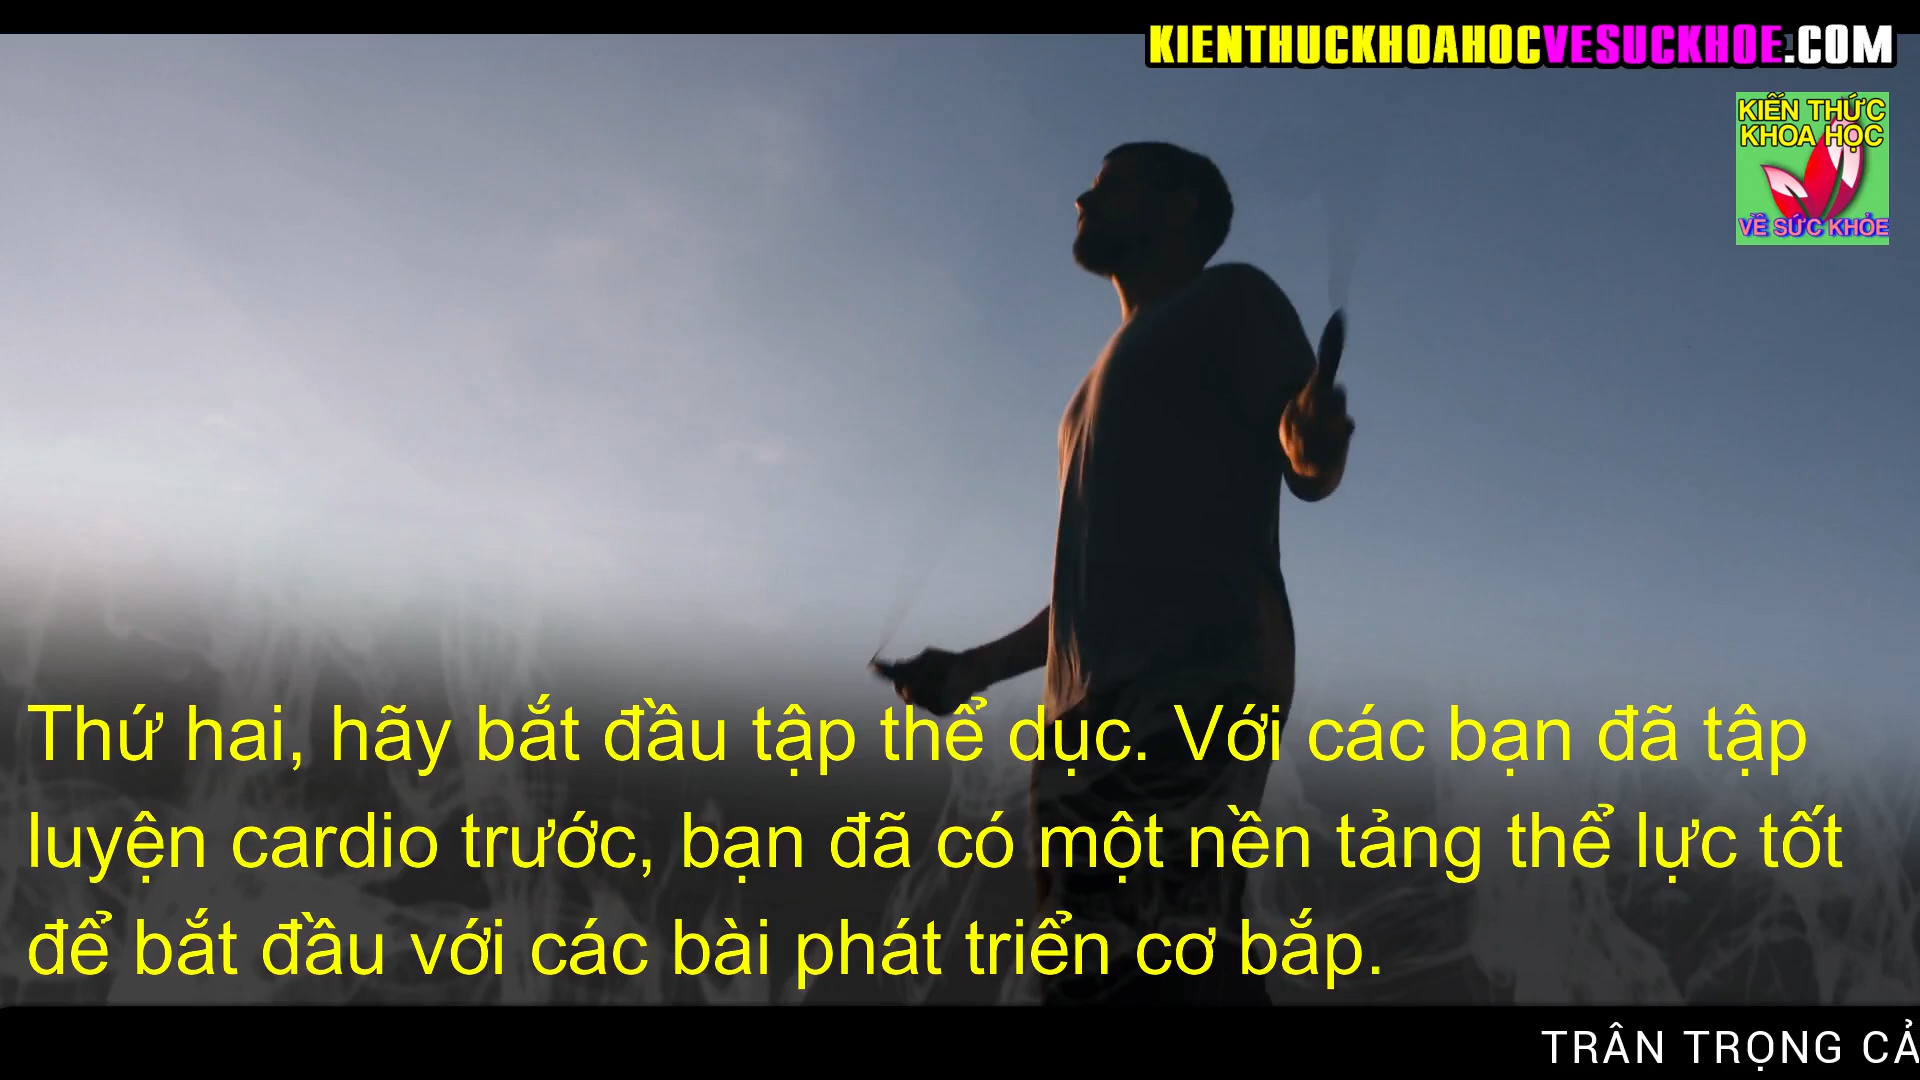 KIENTHUCKHOAHOCVESUCKHOE.COM
KIẾN THỨC
KHOA HỌC
VỀ SỨC KHỎE
Thứ hai, hãy bắt đầu tập thể dục. Với các bạn đã tập
luyện cardio trước, bạn đã có một nền tảng thể lực tốt
để bắt đầu với các bài phát triển cơ bắp.
TRÂN TRỌNG CẢ